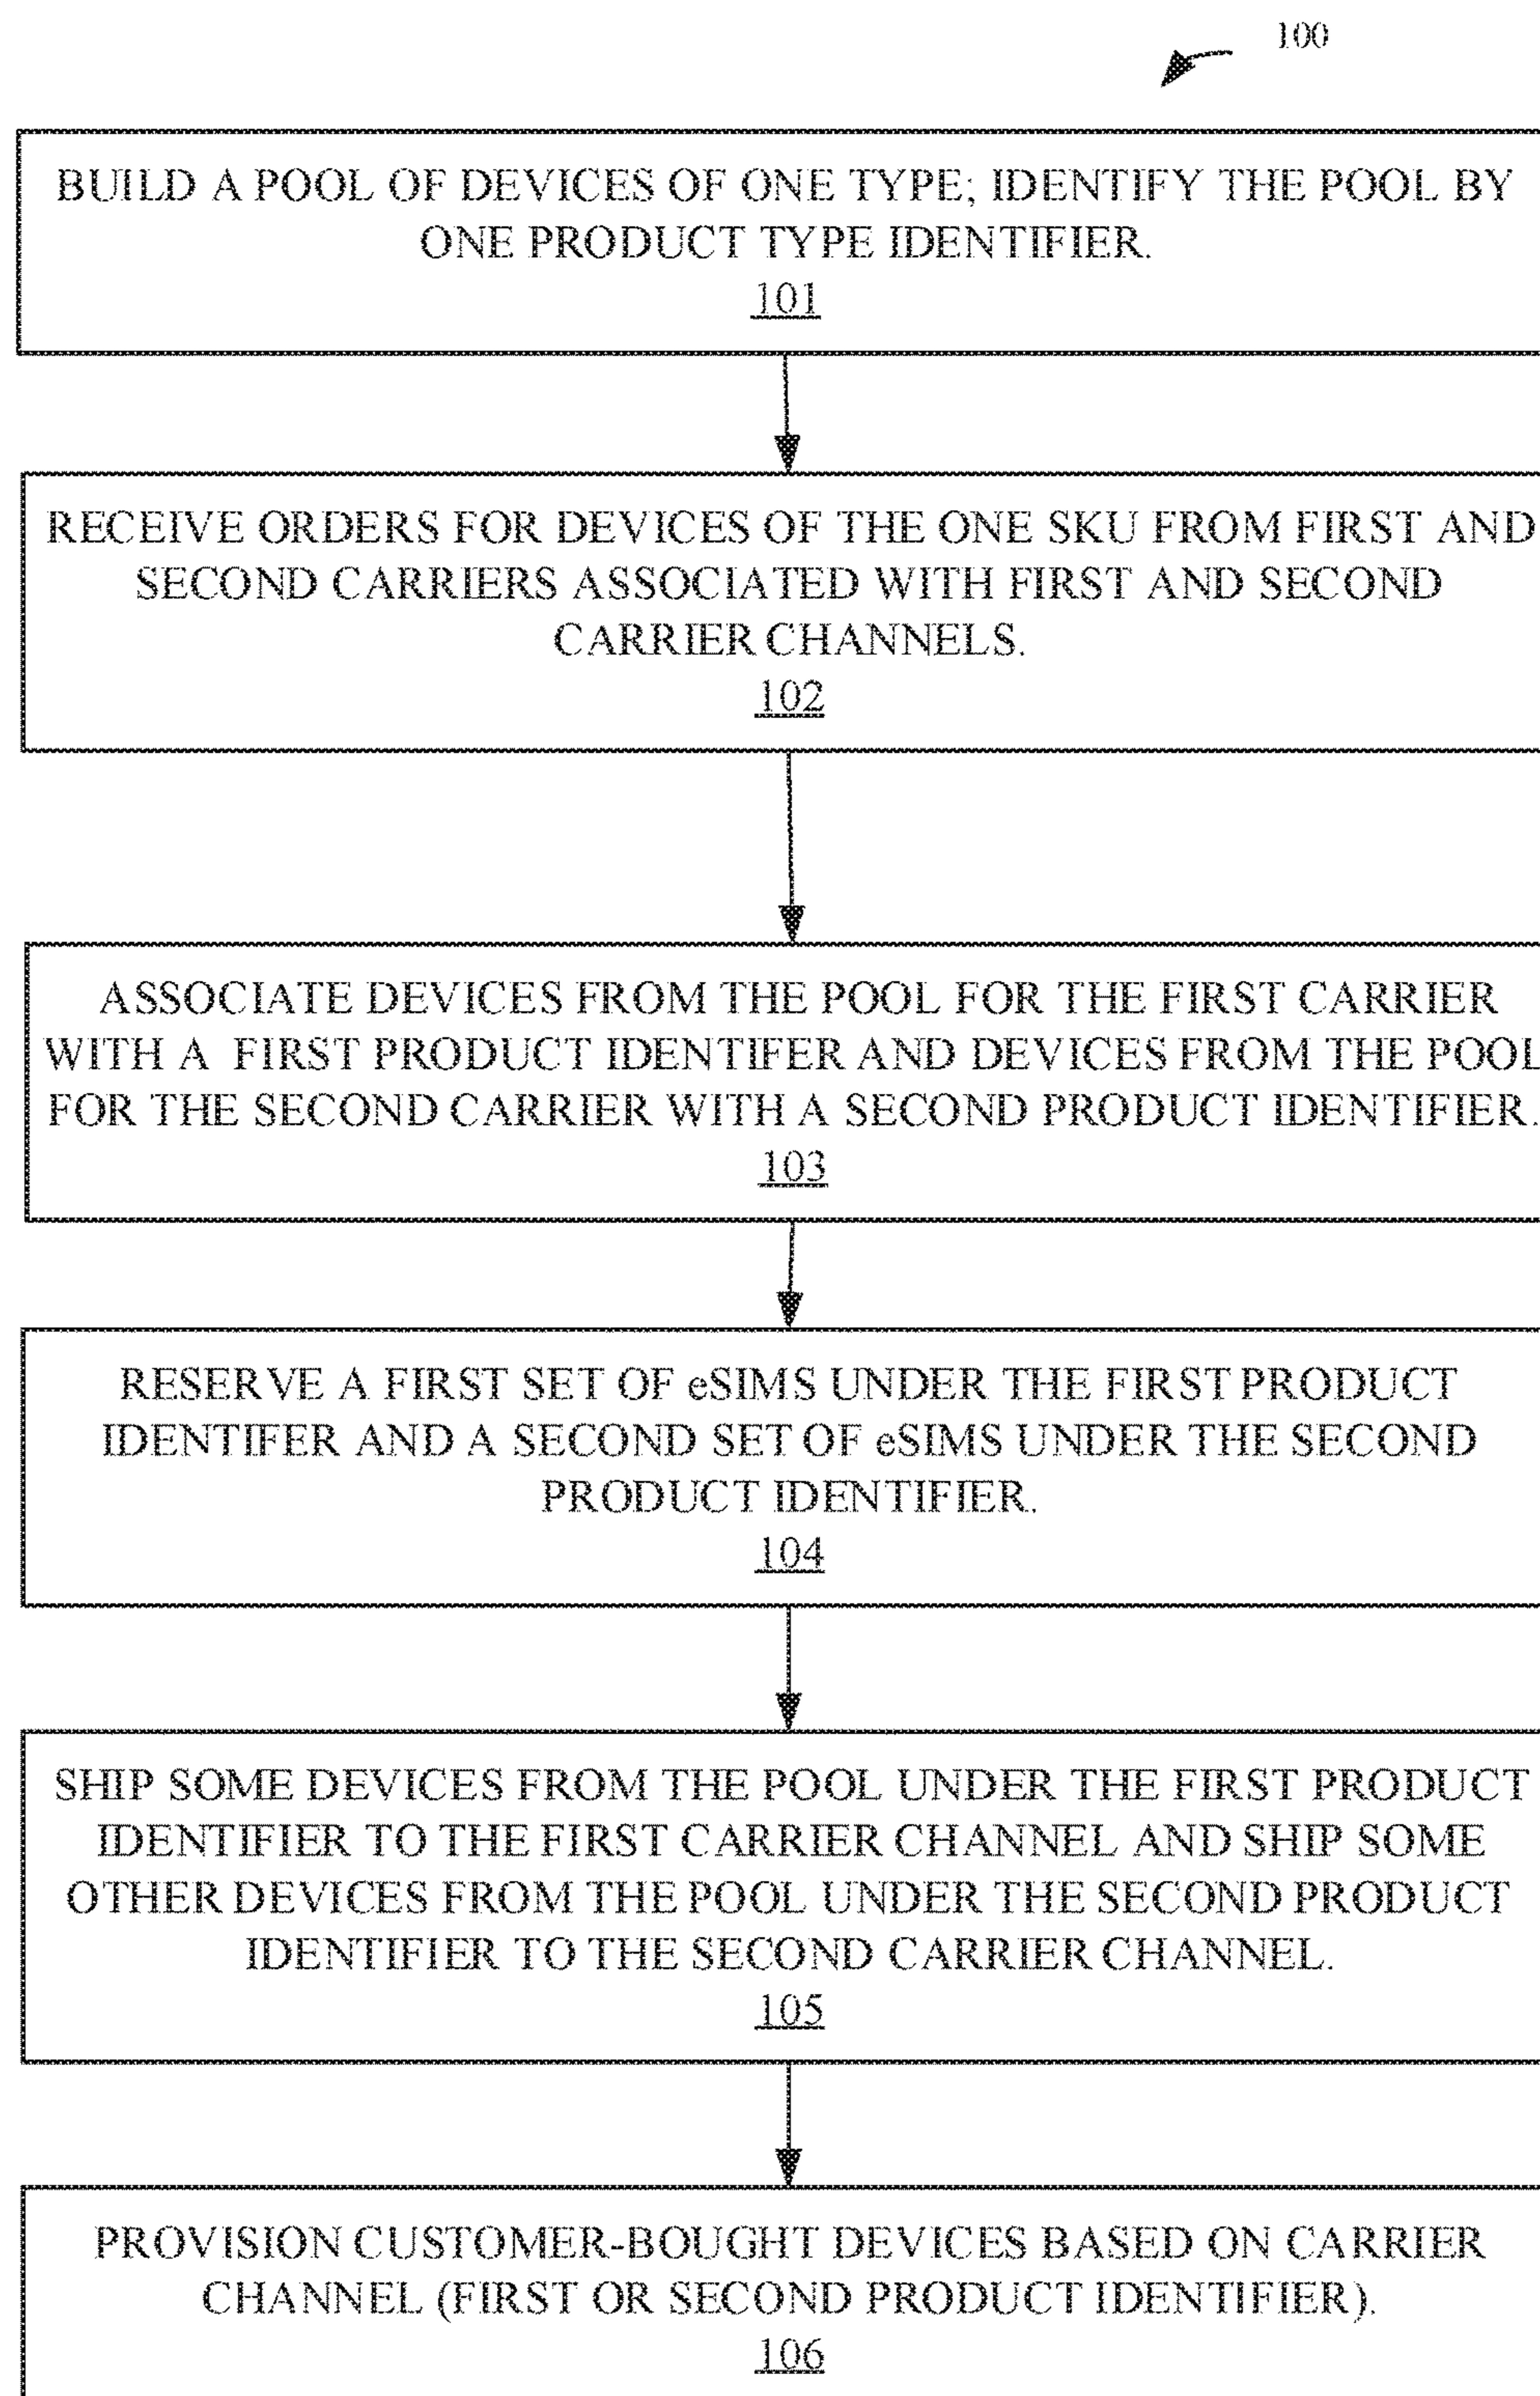 100
BUILD A POOL OF DEVICES OF ONE TYPE; IDENTIFY THE POOL BY
ONE PRODUCT TYPE IDENTIFIER.
101
RECEIVE ORDERS FOR DEVICES OF THE ONE SKU FROM FIRST AND
SECOND CARRIERS ASSOCIATED WITH FIRST AND SECOND
CARRIER CHANNELS.
102
ASSOCIATE DEVICES FROM THE POOL FOR THE FIRST CARRIER
WITH A FIRST PRODUCT IDENTIFER AND DEVICES FROM THE POOL
FOR THE SECOND CARRIER WITH A SECOND PRODUCT IDENTIFIER.
103
RESERVE A FIRST SET OF eSIMS UNDER THE FIRST PRODUCT
IDENTIFER AND A SECOND SET OF eSIMS UNDER THE SECOND
PRODUCT IDENTIFIER.
104
SHIP SOME DEVICES FROM THE POOL UNDER THE FIRST PRODUCT
IDENTIFIER TO THE FIRST CARRIER CHANNEL AND SHIP SOME
OTHER DEVICES FROM THE POOL UNDER THE SECOND PRODUCT
IDENTIFIER TO THE SECOND CARRIER CHANNEL.
105
PROVISION CUSTOMER-BOUGHT DEVICES BASED ON CARRIER
CHANNEL (FIRST OR SECOND PRODUCT IDENTIFIER).
106